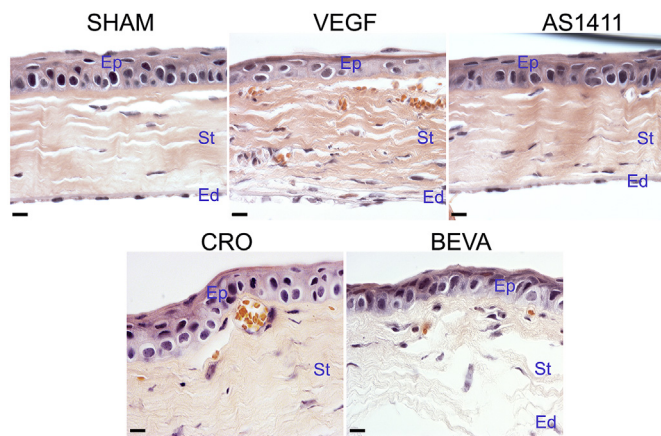 SHAM VEGF AS1411
Ep Ep Ep
St St St
Ed Ed Ed
CRO BEVA
Ep Ep
St St
Ed